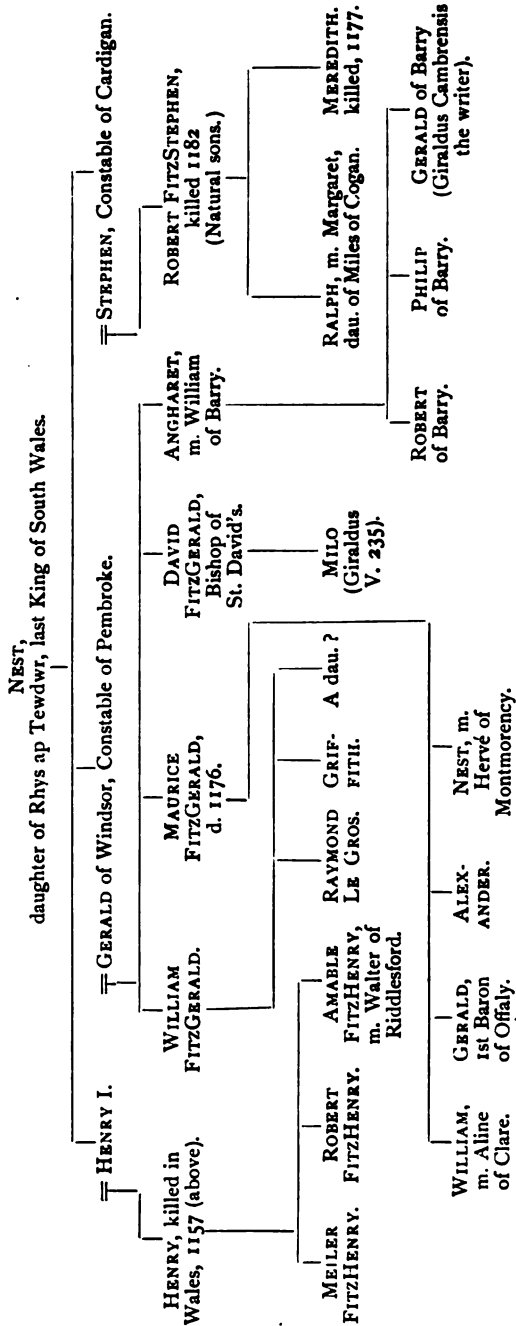 NEST,
daughter of Rhys ap Tewdwr, last King of South Wales.
= HENRY I.
= GERALD of Windsor, Constable of Pembroke.
= STEPHEN, Constable of Cardigan.
HENRY, killed in
Wales, 1157 (above).
WILLIAM
FITZGERALD.
MAURICE
FITZGERALD,
d. 1176.
DAVID
FITZGERALD,
Bishop of
St. David's.
ANGHARET,
m. William
of Barry.
ROBERT FITZSTEPHEN,
killed 1182
(Natural sons.)
MEILER
FITZHENRY.
ROBERT
FITZHENRY.
AMABLE
FITZHENRY,
m. Walter of
Riddlesford.
RAYMOND
LE GROS.
GRIF-
FITH.
A dau. ?
MILO
(Giraldus
V. 235).
RALPH, m. Margaret,
dau. of Miles of Cogan.
MEREDITH.
killed, 1177.
WILLIAM,
m. Aline
of Clare.
GERALD,
1st Baron
of Offaly.
ALEX-
ANDER.
NEST, m.
Hervé of
Montmorency.
ROBERT
of Barry.
PHILIP
of Barry.
GERALD of Barry
(Giraldus Cambrensis
the writer).